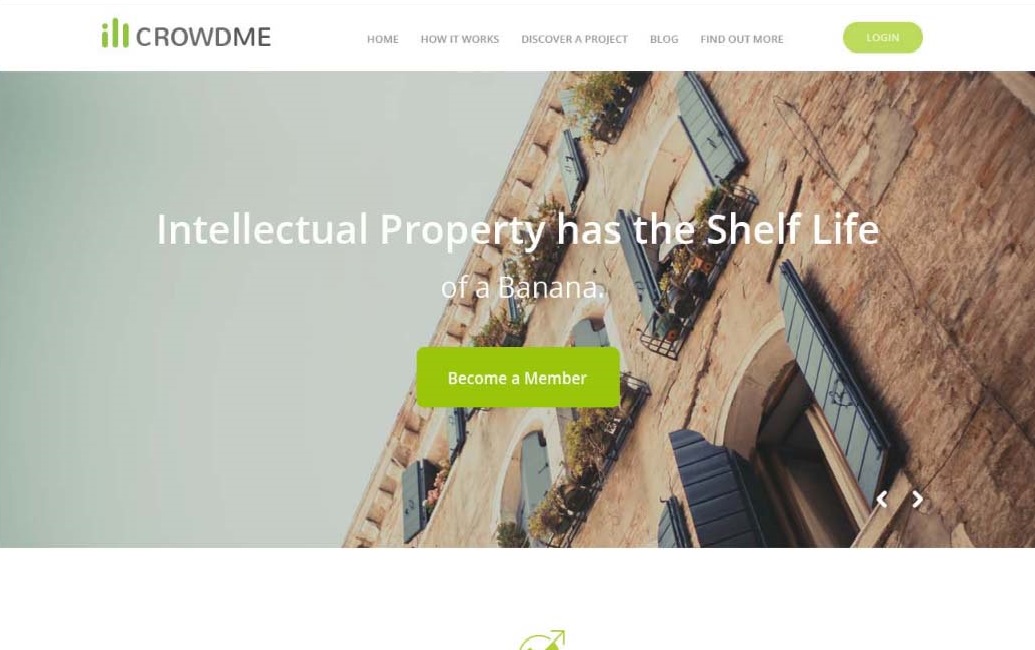 CROWDME
HOME HOW IT WORKS DISCOVER A PROJECT BLOG FIND OUT MORE LOGIN
Intellectual Property has the Shelf Life
of a Banana.
Become a Member